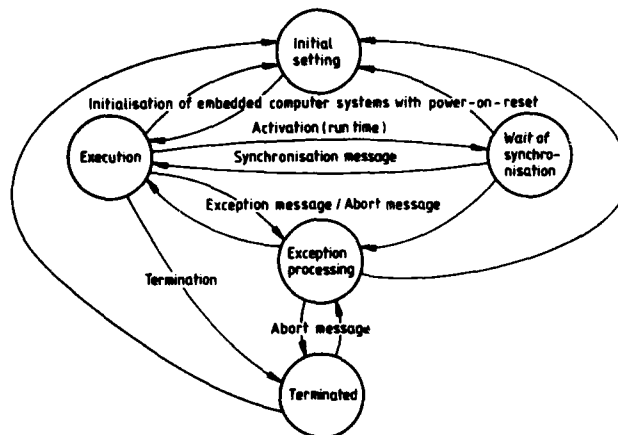 Initial
setting
Initialisation of embedded computer systems with power-on-reset
Activation (run time)
Execution
Synchronisation message
Wait of
synchro-
nisation
Exception message / Abort message
Exception
processing
Termination
Abort message
Terminated